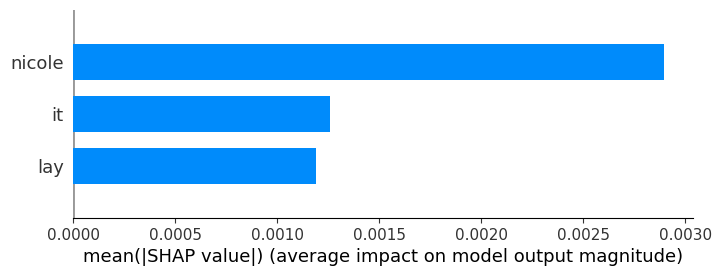 nicole
it
lay
0.0000 0.0005 0.0010 0.0015 0.0020 0.0025 0.0030
mean(|SHAP value|) (average impact on model output magnitude)